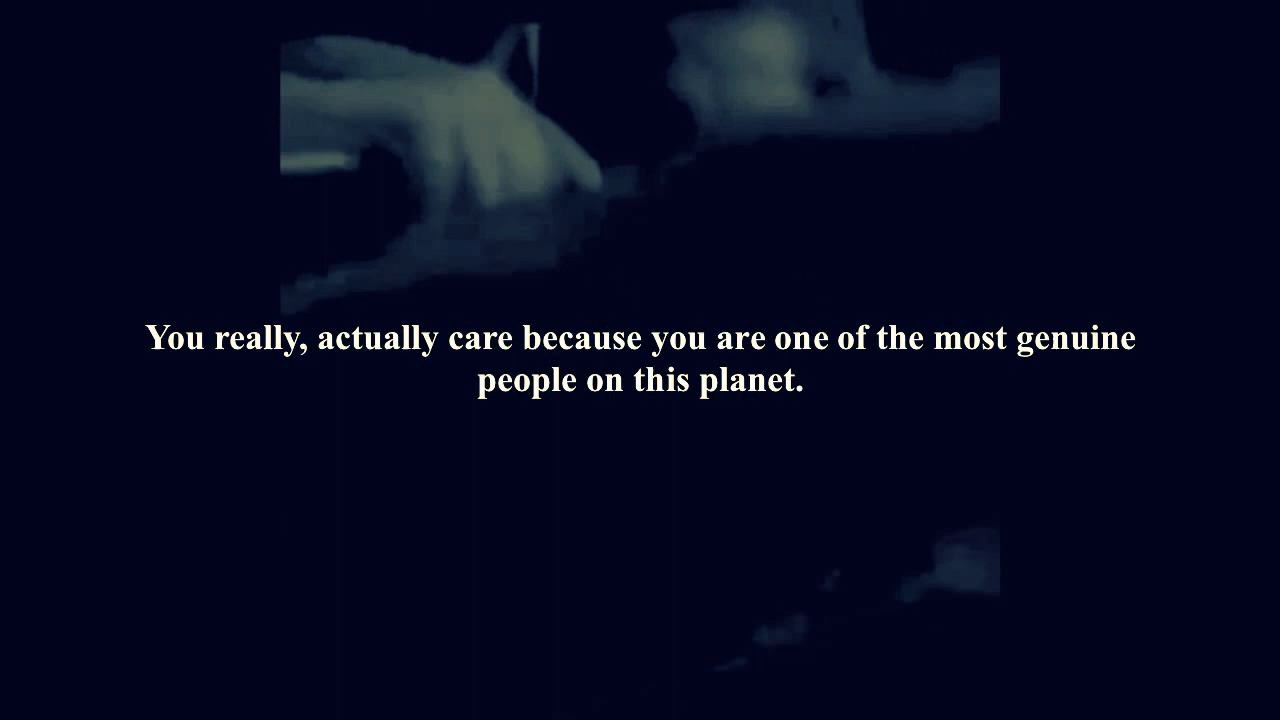 You really, actually care because you are one of the most genuine
people on this planet.